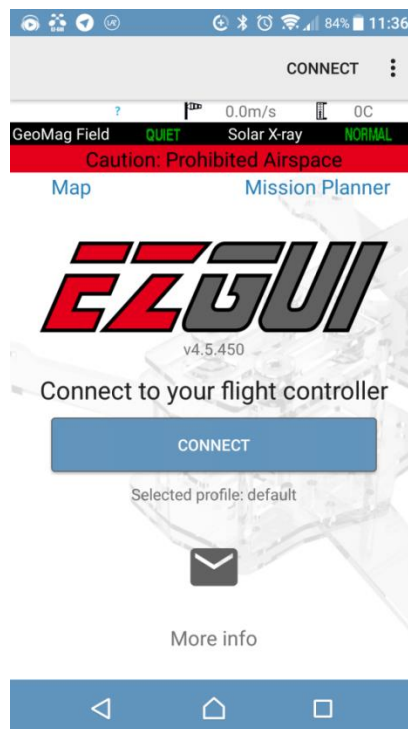 84% 11:36
CONNECT
? 0.0m/s 0C
GeoMag Field QUIET Solar X-ray NORMAL
Caution: Prohibited Airspace
Map Mission Planner
EZGUI
v4.5.450
Connect to your flight controller
CONNECT
Selected profile: default
More info